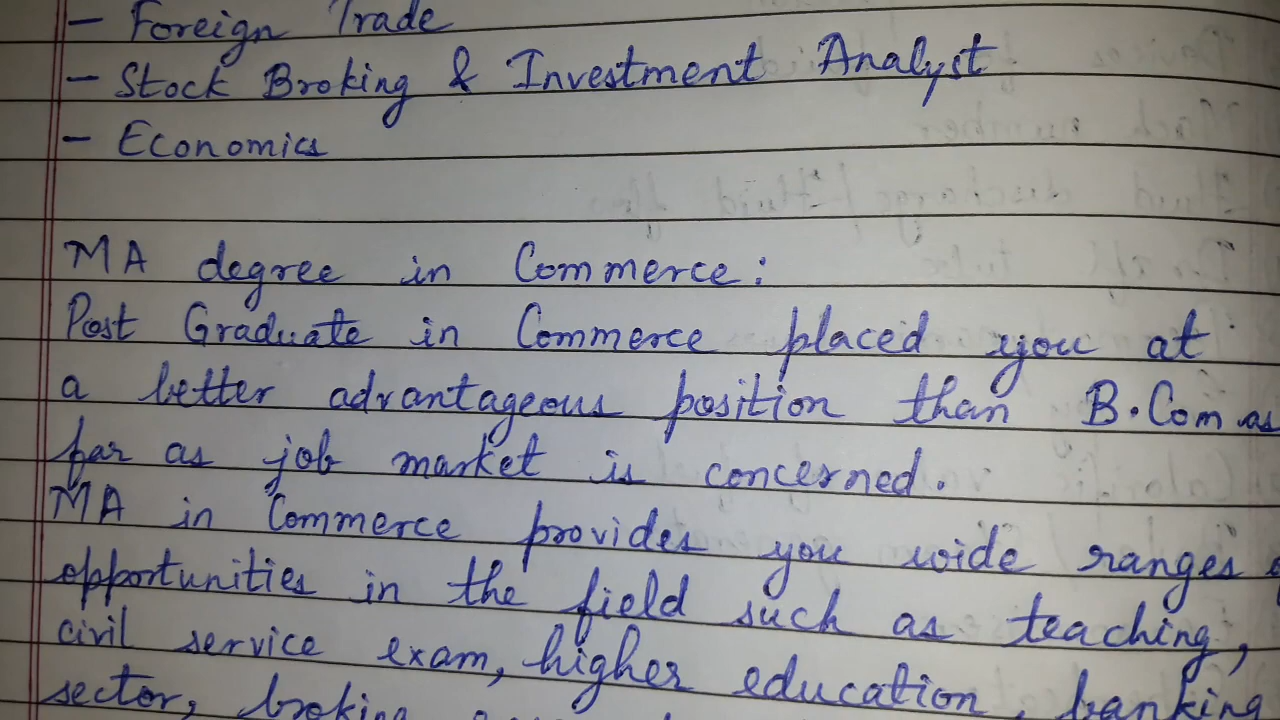 - Foreign Trade
- Stock Broking & Investment Analyst
- Economics
MA degree in Commerce:
Post Graduate in Commerce placed you at
a better advantageous position than B.Com as
far as job market is concerned.
MA in Commerce provides you wide ranges
opportunities in the field such as teaching,
civil service exam, higher education, banking
sector, broking